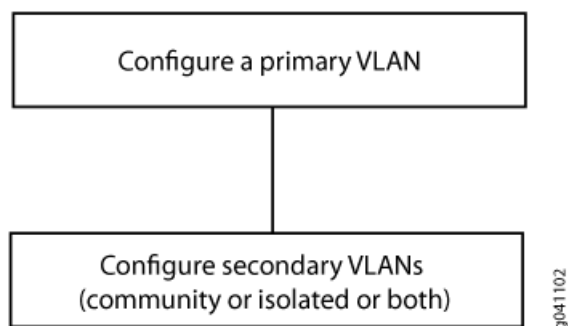 Configure a primary VLAN
Configure secondary VLANs
(community or isolated or both)
g041102